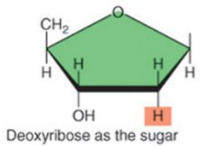 O
CH2
H H H H
OH H
Deoxyribose as the sugar